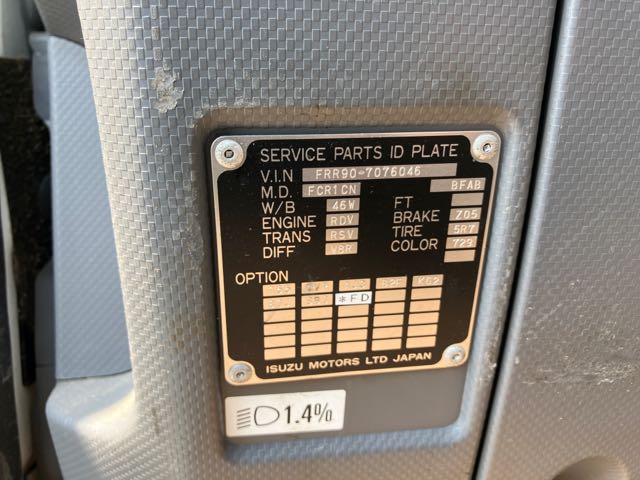 SERVICE PARTS ID PLATE
V.I.N FRR90-7076046
M.D. FCR1CN BFAB
W/B 46W FT
ENGINE RDV BRAKE Z05
TRANS RSV TIRE 5R7
DIFF V8R COLOR 729
OPTION
*FD
ISUZU MOTORS LTD JAPAN
1.4%